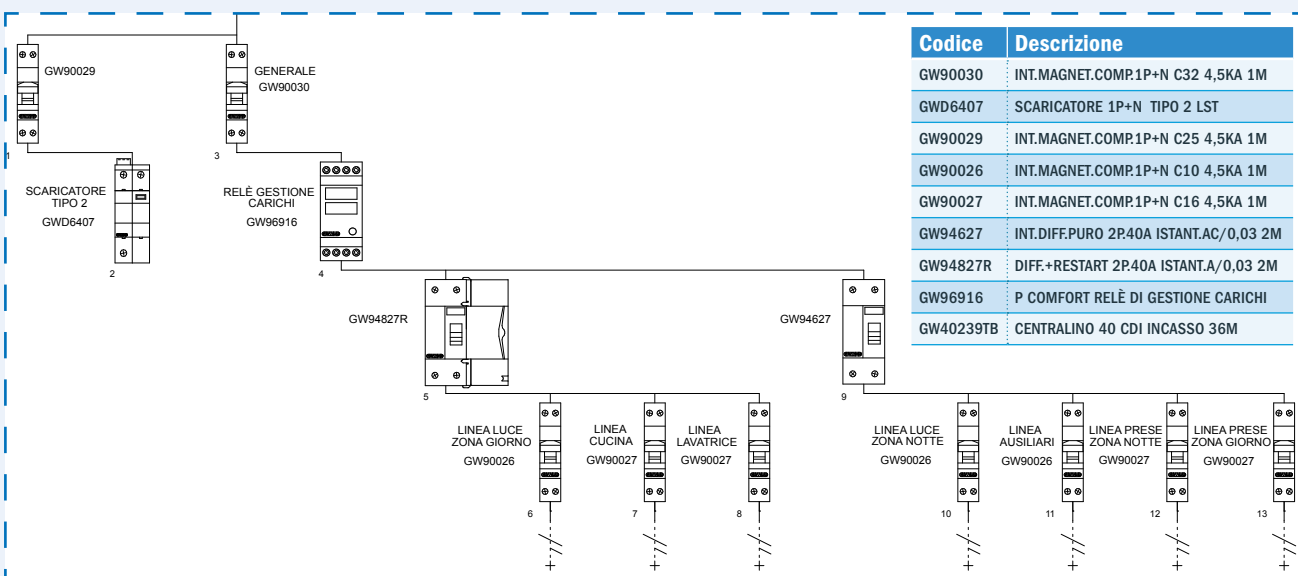 GW90029
1
SCARICATORE
TIPO 2
GWD6407
2
GENERALE
GW90030
3
RELÈ GESTIONE
CARICHI
GW96916
4
GW94827R
5
GW94627
9
LINEA LUCE
ZONA GIORNO
GW90026
6
LINEA
CUCINA
GW90027
7
LINEA
LAVATRICE
GW90027
8
LINEA LUCE
ZONA NOTTE
GW90026
10
LINEA
AUSILIARI
GW90026
11
LINEA PRESE
ZONA NOTTE
GW90027
12
LINEA PRESE
ZONA GIORNO
GW90027
13
Codice Descrizione
GW90030 INT.MAGNET.COMP.1P+N C32 4,5KA 1M
GWD6407 SCARICATORE 1P+N TIPO 2 LST
GW90029 INT.MAGNET.COMP.1P+N C25 4,5KA 1M
GW90026 INT.MAGNET.COMP.1P+N C10 4,5KA 1M
GW90027 INT.MAGNET.COMP.1P+N C16 4,5KA 1M
GW94627 INT.DIFF.PURO 2P.40A ISTANT.AC/0,03 2M
GW94827R DIFF.+RESTART 2P.40A ISTANT.A/0,03 2M
GW96916 P COMFORT RELÈ DI GESTIONE CARICHI
GW40239TB CENTRALINO 40 CDI INCASSO 36M